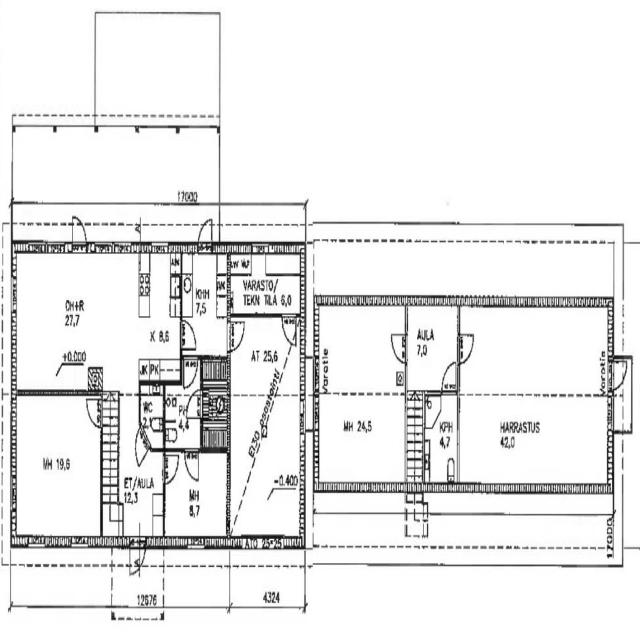 17000
VARASTO/
TEKN TILA 6,0
KHH
7,5
OH+R
27,7
K 8,6
+0.000
JK PK
AT 25,6
WC
2,1
PH
4,4
MH 19,6
ET/AULA
12,3
MH
8,7
-0.400
12676
4324
AULA
7,0
Varatie
Varatie
MH 24,5
KPH
4,7
HARRASTUS
42,0
17000